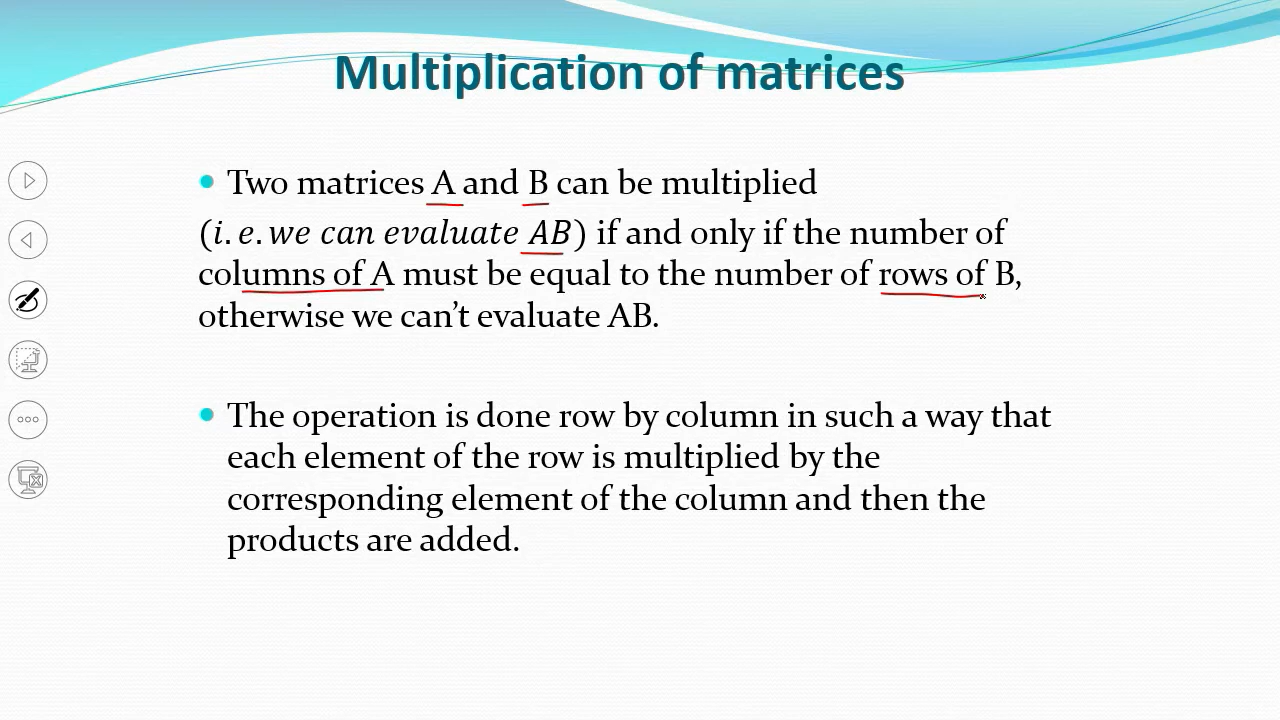 Multiplication of matrices
• Two matrices A and B can be multiplied
(i.e.we can evaluate AB) if and only if the number of
columns of A must be equal to the number of rows of B,
otherwise we can’t evaluate AB.
• The operation is done row by column in such a way that
each element of the row is multiplied by the
corresponding element of the column and then the
products are added.